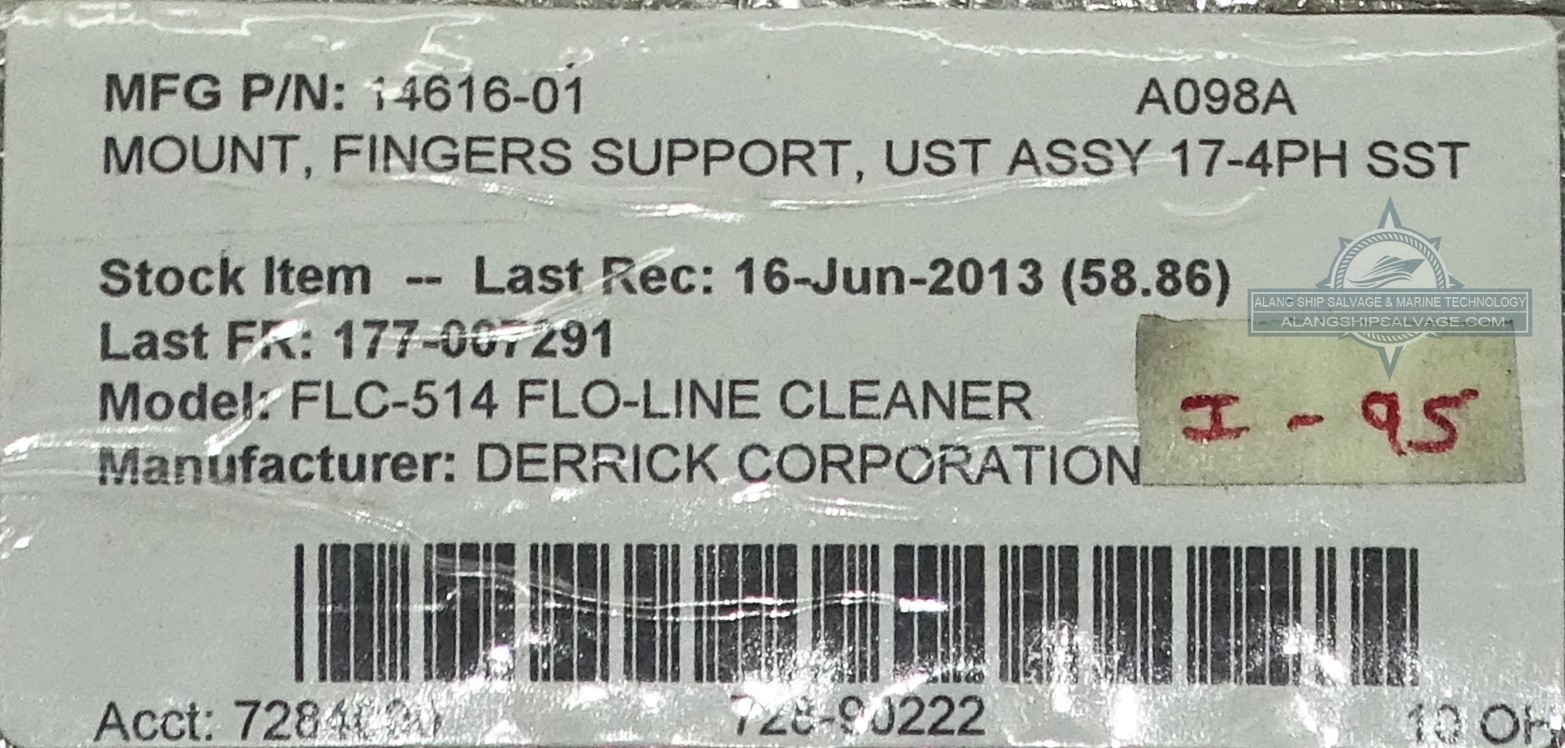 MFG P/N: 14616-01 A098A
MOUNT, FINGERS SUPPORT, UST ASSY 17-4PH SST
Stock Item -- Last Rec: 16-Jun-2013 (58.86)
ALANG SHIP SALVAGE & MARINE TECHNOLOGY
ALANGSHIPSALVAGE.COM
Last FR: 177-007291
Model: FLC-514 FLO-LINE CLEANER
I - 95
Manufacturer: DERRICK CORPORATION
Acct: 728-90222